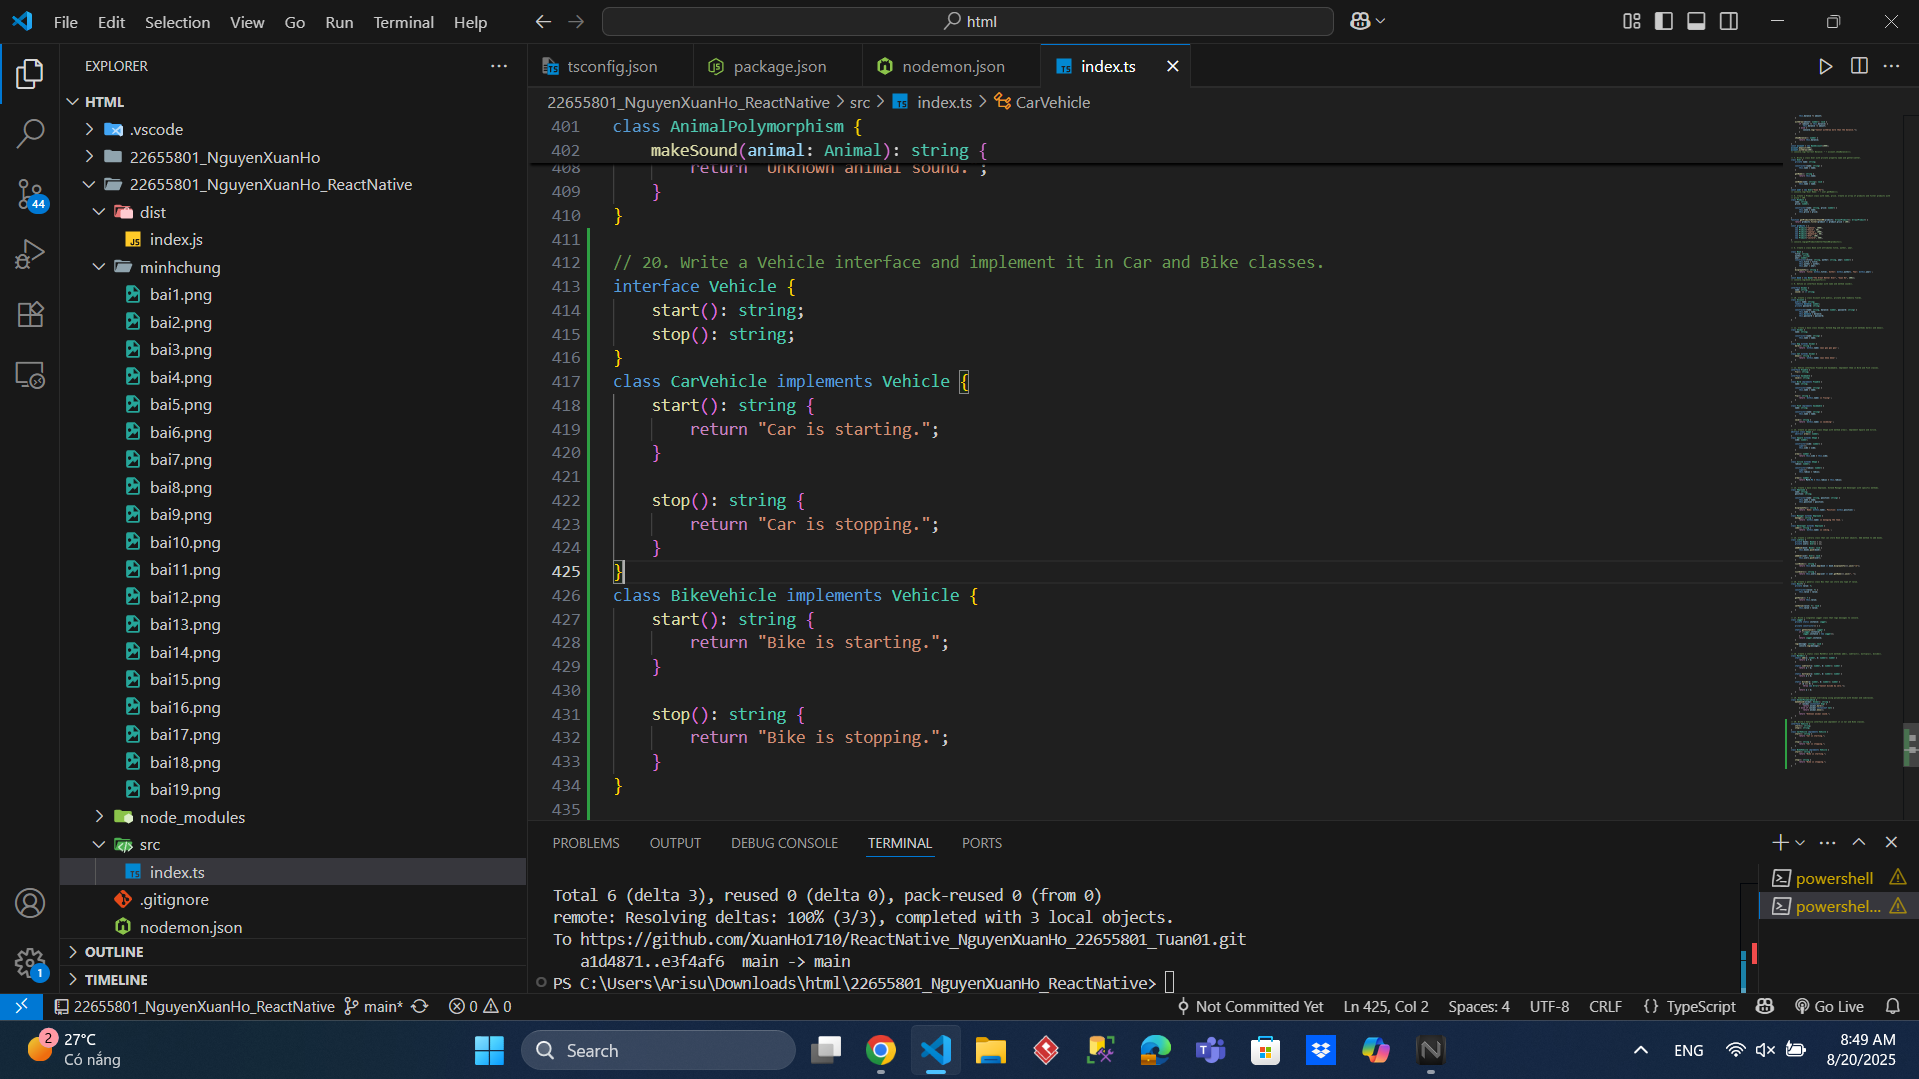 File Edit Selection View Go Run Terminal Help
html
EXPLORER
HTML
.vscode
22655801_NguyenXuanHo
22655801_NguyenXuanHo_ReactNative
dist
index.js
minhchung
bai1.png
bai2.png
bai3.png
bai4.png
bai5.png
bai6.png
bai7.png
bai8.png
bai9.png
bai10.png
bai11.png
bai12.png
bai13.png
bai14.png
bai15.png
bai16.png
bai17.png
bai18.png
bai19.png
node_modules
src
index.ts
.gitignore
nodemon.json
OUTLINE
TIMELINE
44
1
tsconfig.json package.json nodemon.json index.ts
22655801_NguyenXuanHo_ReactNative > src > index.ts > CarVehicle
401 class AnimalPolymorphism {
402 makeSound(animal: Animal): string {
408 return "Unknown animal sound.";
409 }
410 }
411
412 // 20. Write a Vehicle interface and implement it in Car and Bike classes.
413 interface Vehicle {
414 start(): string;
415 stop(): string;
416 }
417 class CarVehicle implements Vehicle {
418 start(): string {
419 return "Car is starting.";
420 }
421
422 stop(): string {
423 return "Car is stopping.";
424 }
425 }
426 class BikeVehicle implements Vehicle {
427 start(): string {
428 return "Bike is starting.";
429 }
430
431 stop(): string {
432 return "Bike is stopping.";
433 }
434 }
435
PROBLEMS OUTPUT DEBUG CONSOLE TERMINAL PORTS
Total 6 (delta 3), reused 0 (delta 0), pack-reused 0 (from 0)
remote: Resolving deltas: 100% (3/3), completed with 3 local objects.
To https://github.com/XuanHo1710/ReactNative_NguyenXuanHo_22655801_Tuan01.git
a1d4871..e3f4af6 main -> main
PS C:\Users\Arisu\Downloads\html\22655801_NguyenXuanHo_ReactNative>
powershell
powershel...
22655801_NguyenXuanHo_ReactNative main* 0 0 Not Committed Yet Ln 425, Col 2 Spaces: 4 UTF-8 CRLF {} TypeScript Go Live
2
27°C
Có nắng
Search
ENG
8:49 AM
8/20/2025